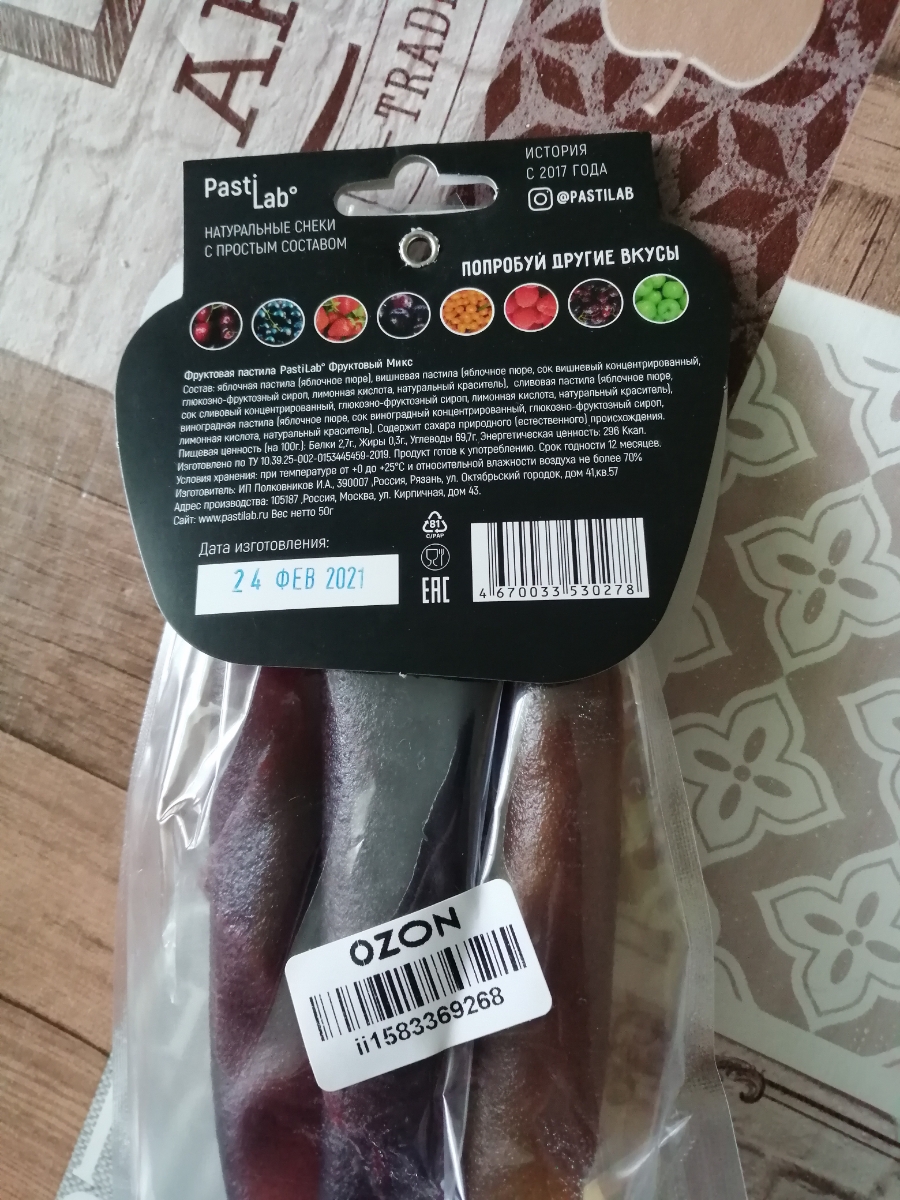 TRADI
Pasti
Lab°
НАТУРАЛЬНЫЕ СНЕКИ
С ПРОСТЫМ СОСТАВОМ
ИСТОРИЯ
С 2017 ГОДА
@PASTILAB
ПОПРОБУЙ ДРУГИЕ ВКУСЫ
Фруктовая пастила PastiLab° Фруктовый Микс
Состав: яблочная пастила (яблочное пюре), вишневая пастила (яблочное пюре, сок вишневый концентрированный,
глюкозно-фруктозный сироп, лимонная кислота, натуральный краситель), сливовая пастила (яблочное пюре,
сок сливовый концентрированный, глюкозно-фруктозный сироп, лимонная кислота, натуральный краситель),
виноградная пастила (яблочное пюре, сок виноградный концентрированный, глюкозно-фруктозный сироп,
лимонная кислота, натуральный краситель). Содержит сахара природного (естественного) происхождения.
Пищевая ценность (на 100г.): Белки 2,7г., Жиры 0,3г., Углеводы 69,7г. Энергетическая ценность: 296 Ккал.
Изготовлено по ТУ 10.39.25-002-0153445459-2019. Продукт готов к употреблению. Срок годности 12 месяцев.
Условия хранения: при температуре от +0 до +25°С и относительной влажности воздуха не более 70%
Изготовитель: ИП Полковников И.А., 390007 ,Россия, Рязань, ул. Октябрьский городок, дом 41,кв.57
Адрес производства: 105187 ,Россия, Москва, ул. Кирпичная, дом 43.
Сайт: www.pastilab.ru Вес нетто 50г
Дата изготовления:
24 ФЕВ 2021
81
C/PAP
ЕАС
4 670033 530278
OZON
ii1583369268